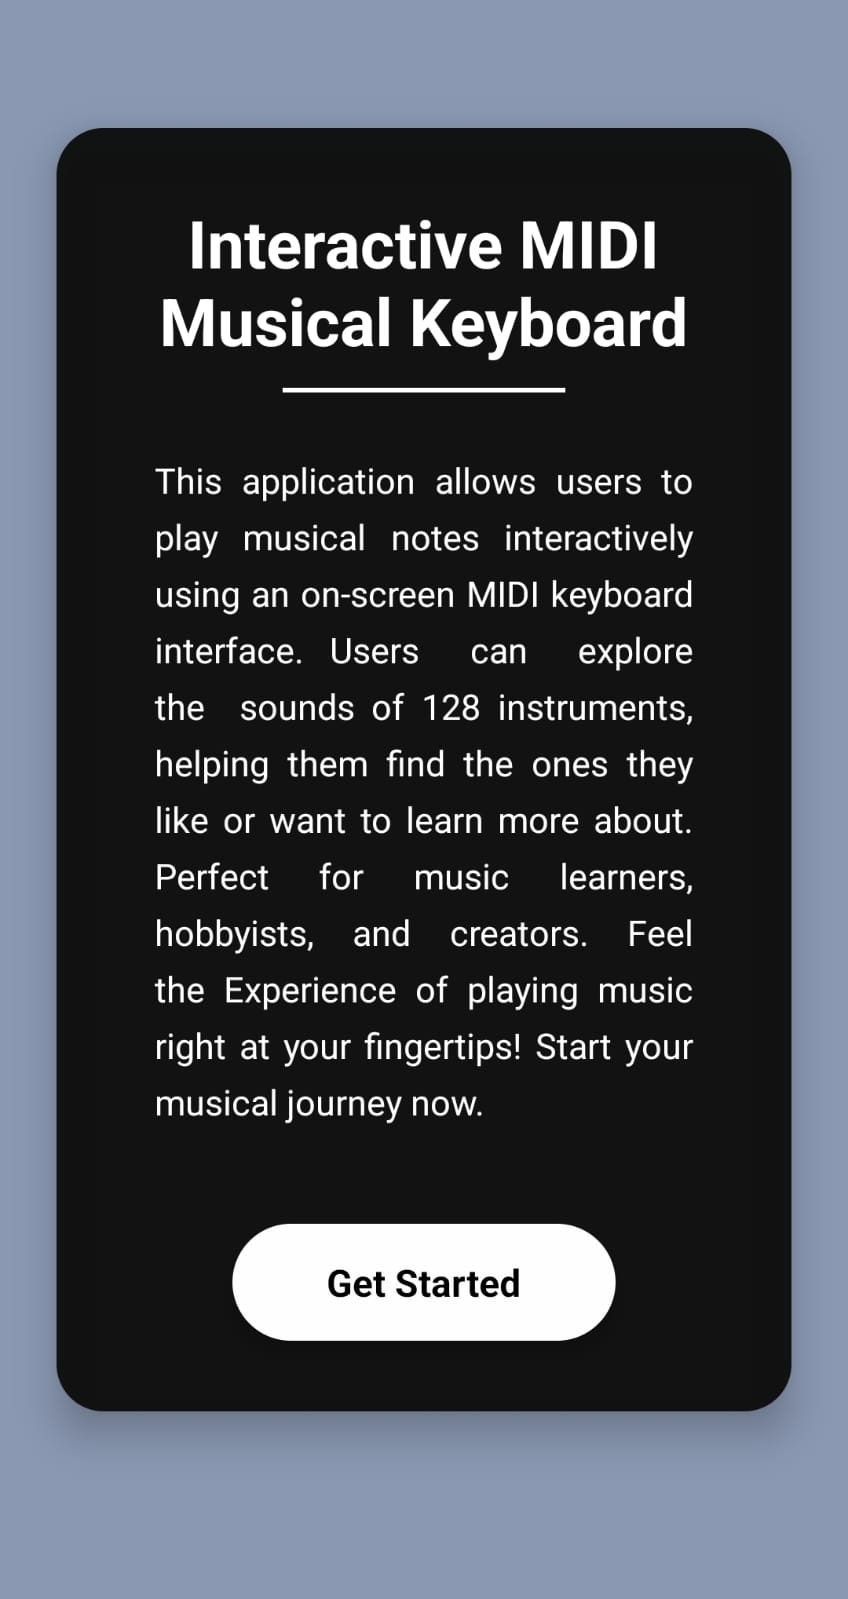 Interactive MIDI
Musical Keyboard
This application allows users to
play musical notes interactively
using an on-screen MIDI keyboard
interface. Users can explore
the sounds of 128 instruments,
helping them find the ones they
like or want to learn more about.
Perfect for music learners,
hobbyists, and creators. Feel
the Experience of playing music
right at your fingertips! Start your
musical journey now.
Get Started